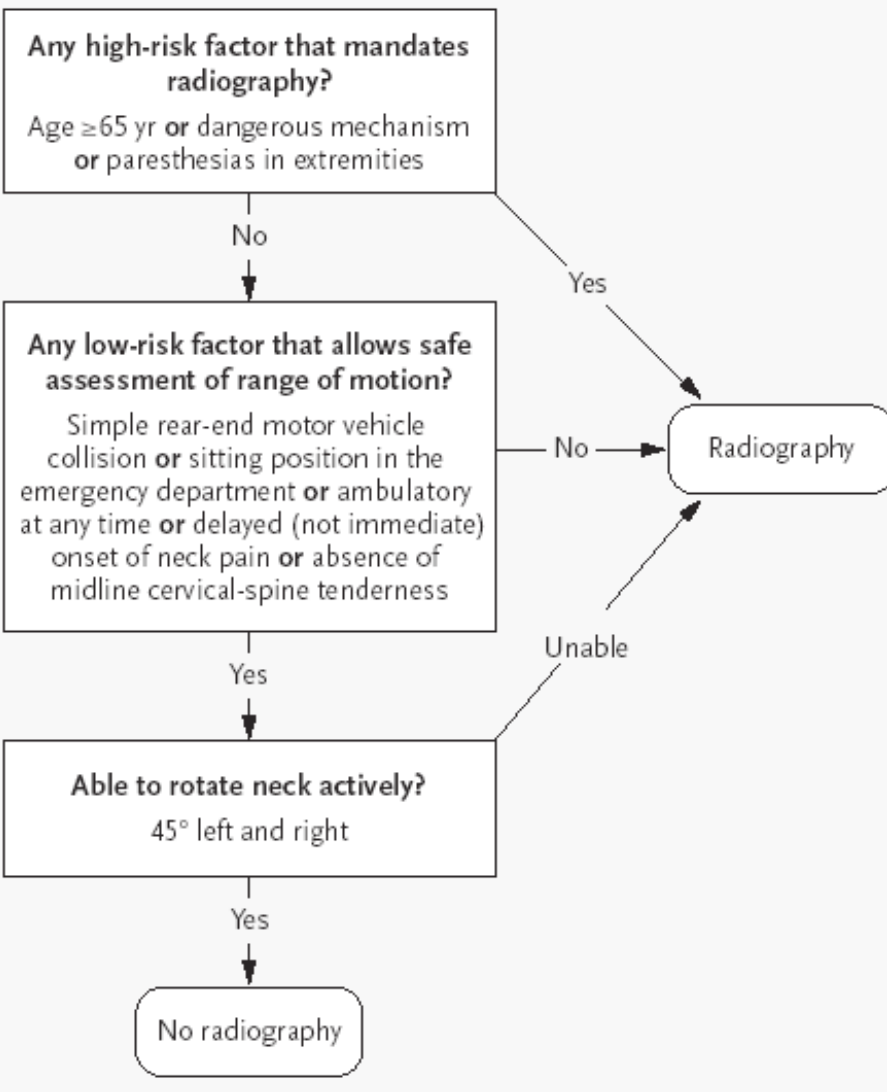 Any high-risk factor that mandates
radiography?
Age ≥65 yr or dangerous mechanism
or paresthesias in extremities
No
Yes
Any low-risk factor that allows safe
assessment of range of motion?
Simple rear-end motor vehicle
collision or sitting position in the
emergency department or ambulatory
at any time or delayed (not immediate)
onset of neck pain or absence of
midline cervical-spine tenderness
No
Radiography
Yes
Unable
Able to rotate neck actively?
45° left and right
Yes
No radiography